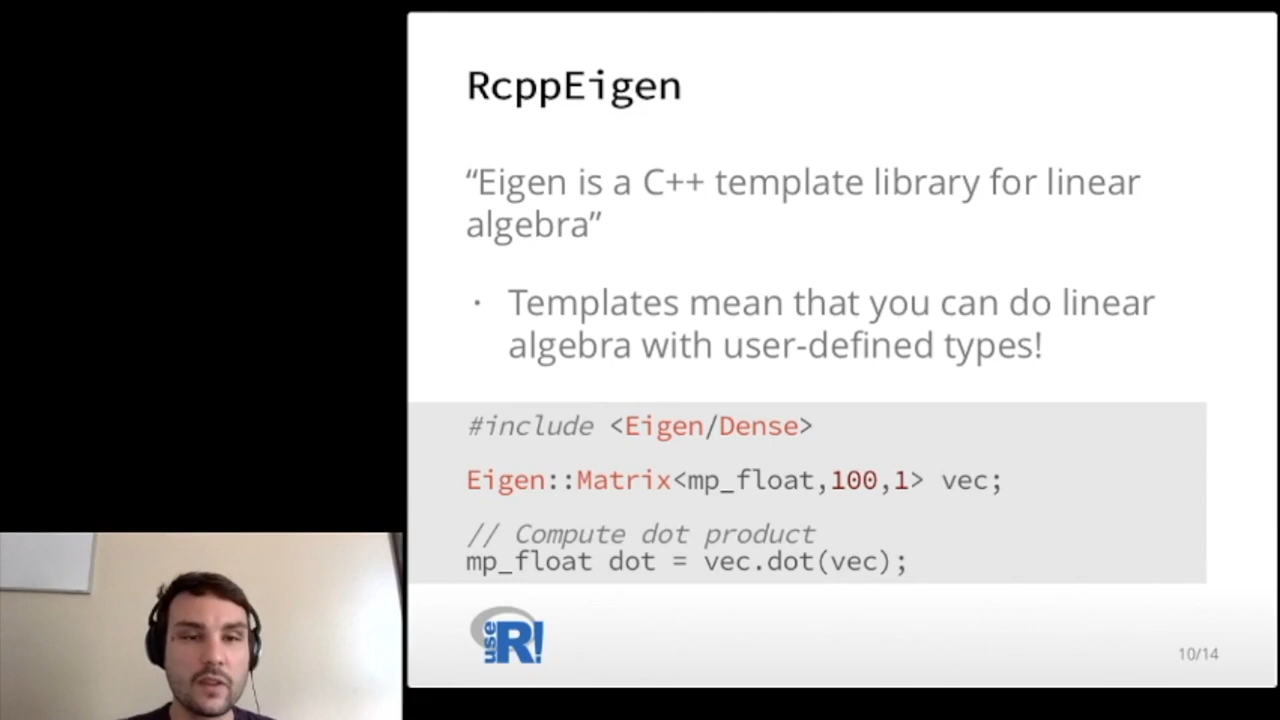 RcppEigen
“Eigen is a C++ template library for linear
algebra”
· Templates mean that you can do linear
algebra with user-defined types!
#include <Eigen/Dense>
Eigen::Matrix<mp_float,100,1> vec;
// Compute dot product
mp_float dot = vec.dot(vec);
use R!
10/14